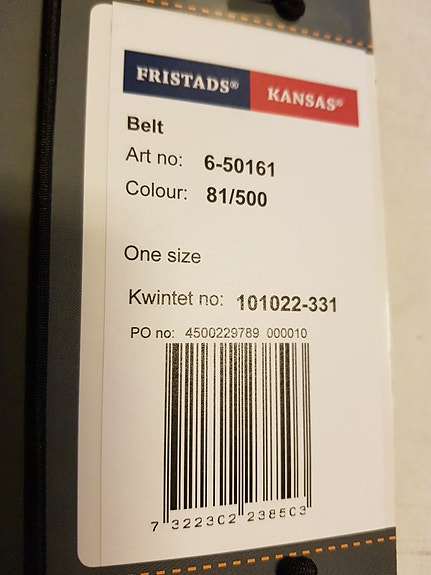 FRISTADS® KANSAS®
Belt
Art no: 6-50161
Colour: 81/500
One size
Kwintet no: 101022-331
PO no: 4500229789 000010
7 322302 238503